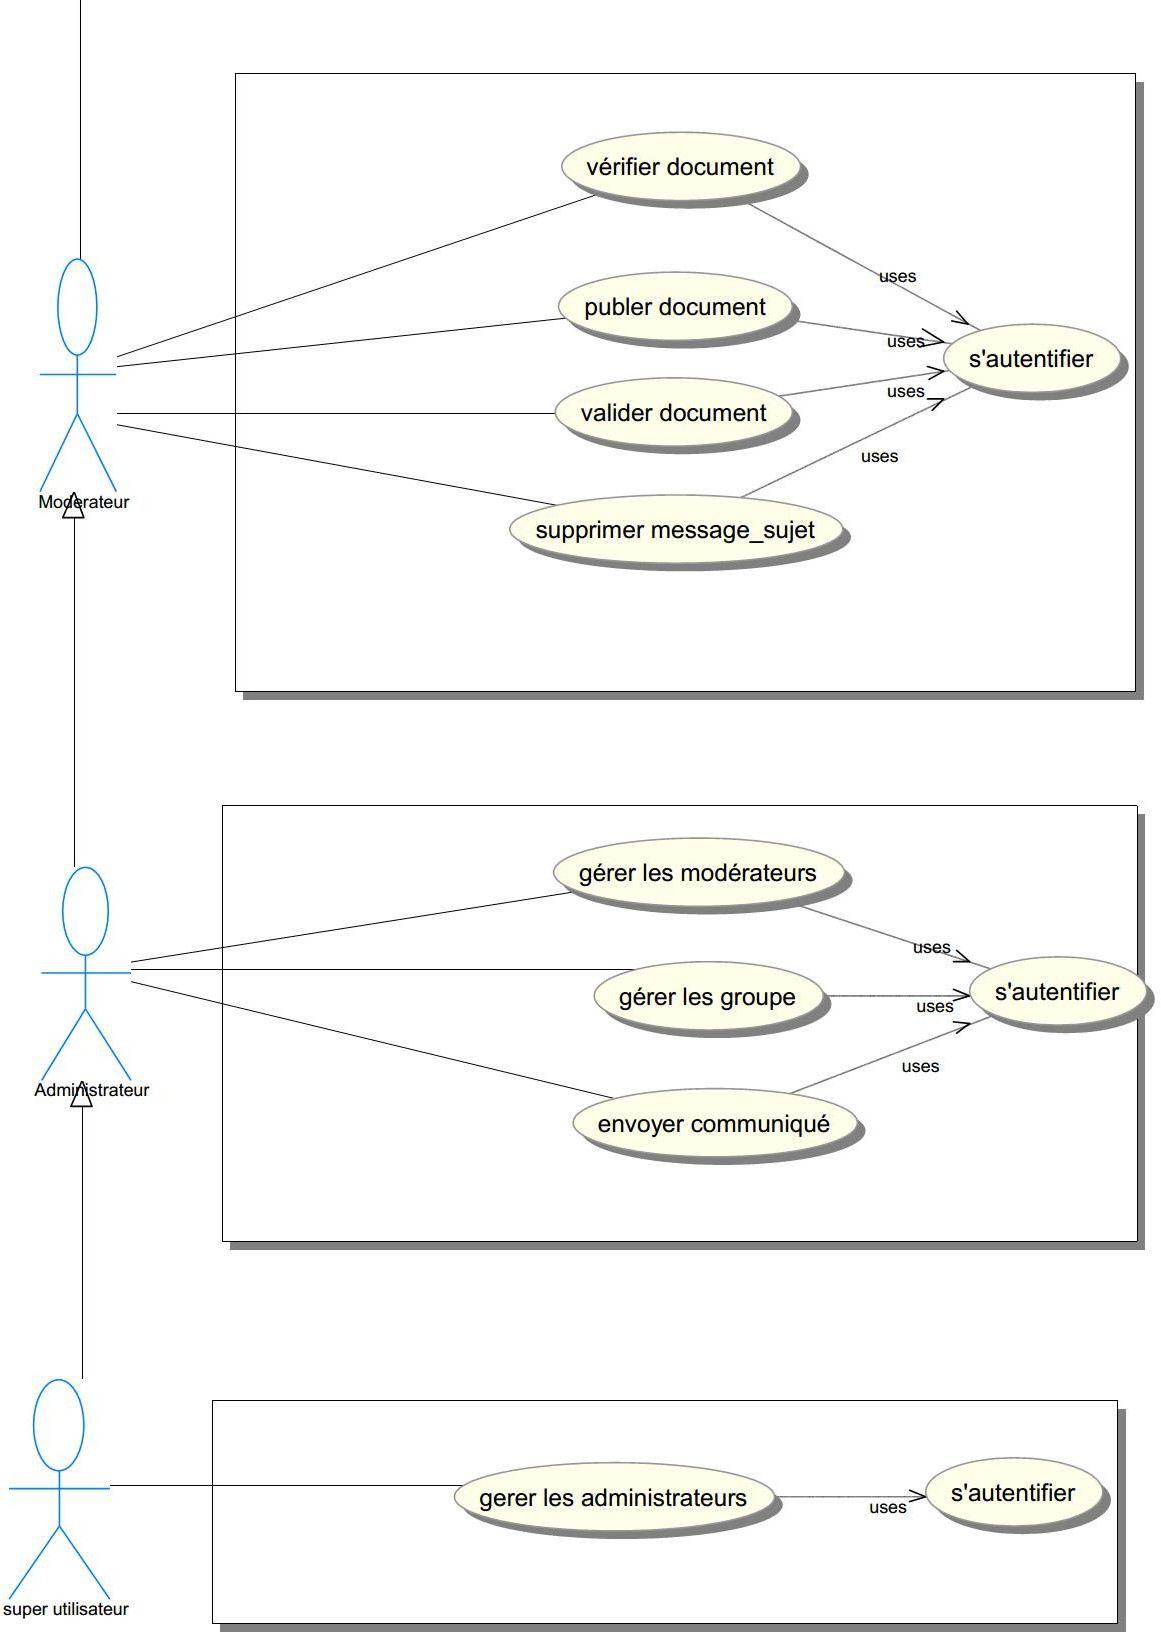 vérifier document
uses
publer document
uses
s'autentifier
valider document
uses
uses
supprimer message_sujet
Modérateur
gérer les modérateurs
uses
gérer les groupe
uses
s'autentifier
envoyer communiqué
uses
Administrateur
gerer les administrateurs
uses
s'autentifier
super utilisateur